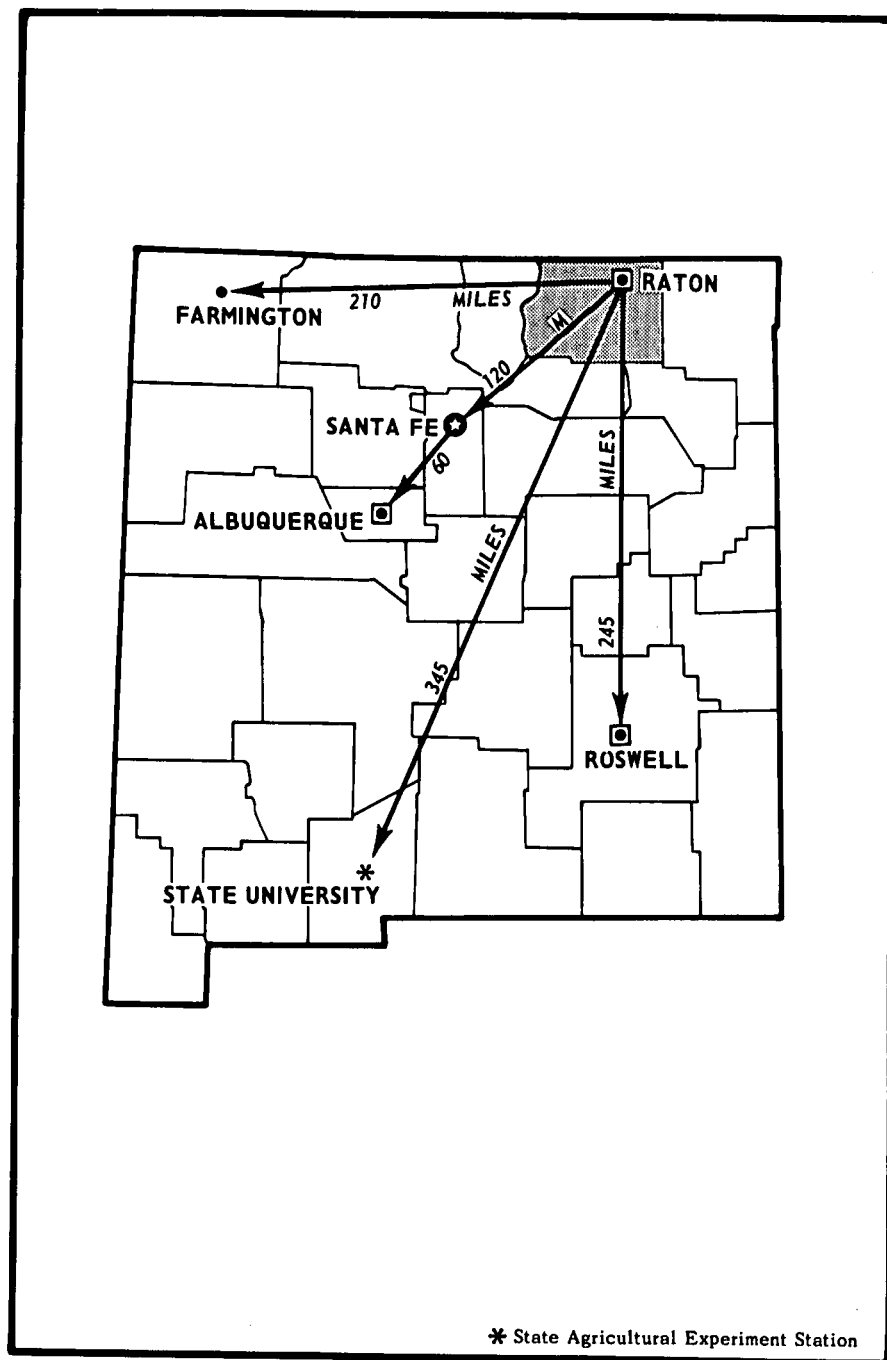 RATON
210 MILES
FARMINGTON
M
120
SANTA FE
60
MILES
MILES
ALBUQUERQUE
245
345
ROSWELL
STATE UNIVERSITY
* State Agricultural Experiment Station